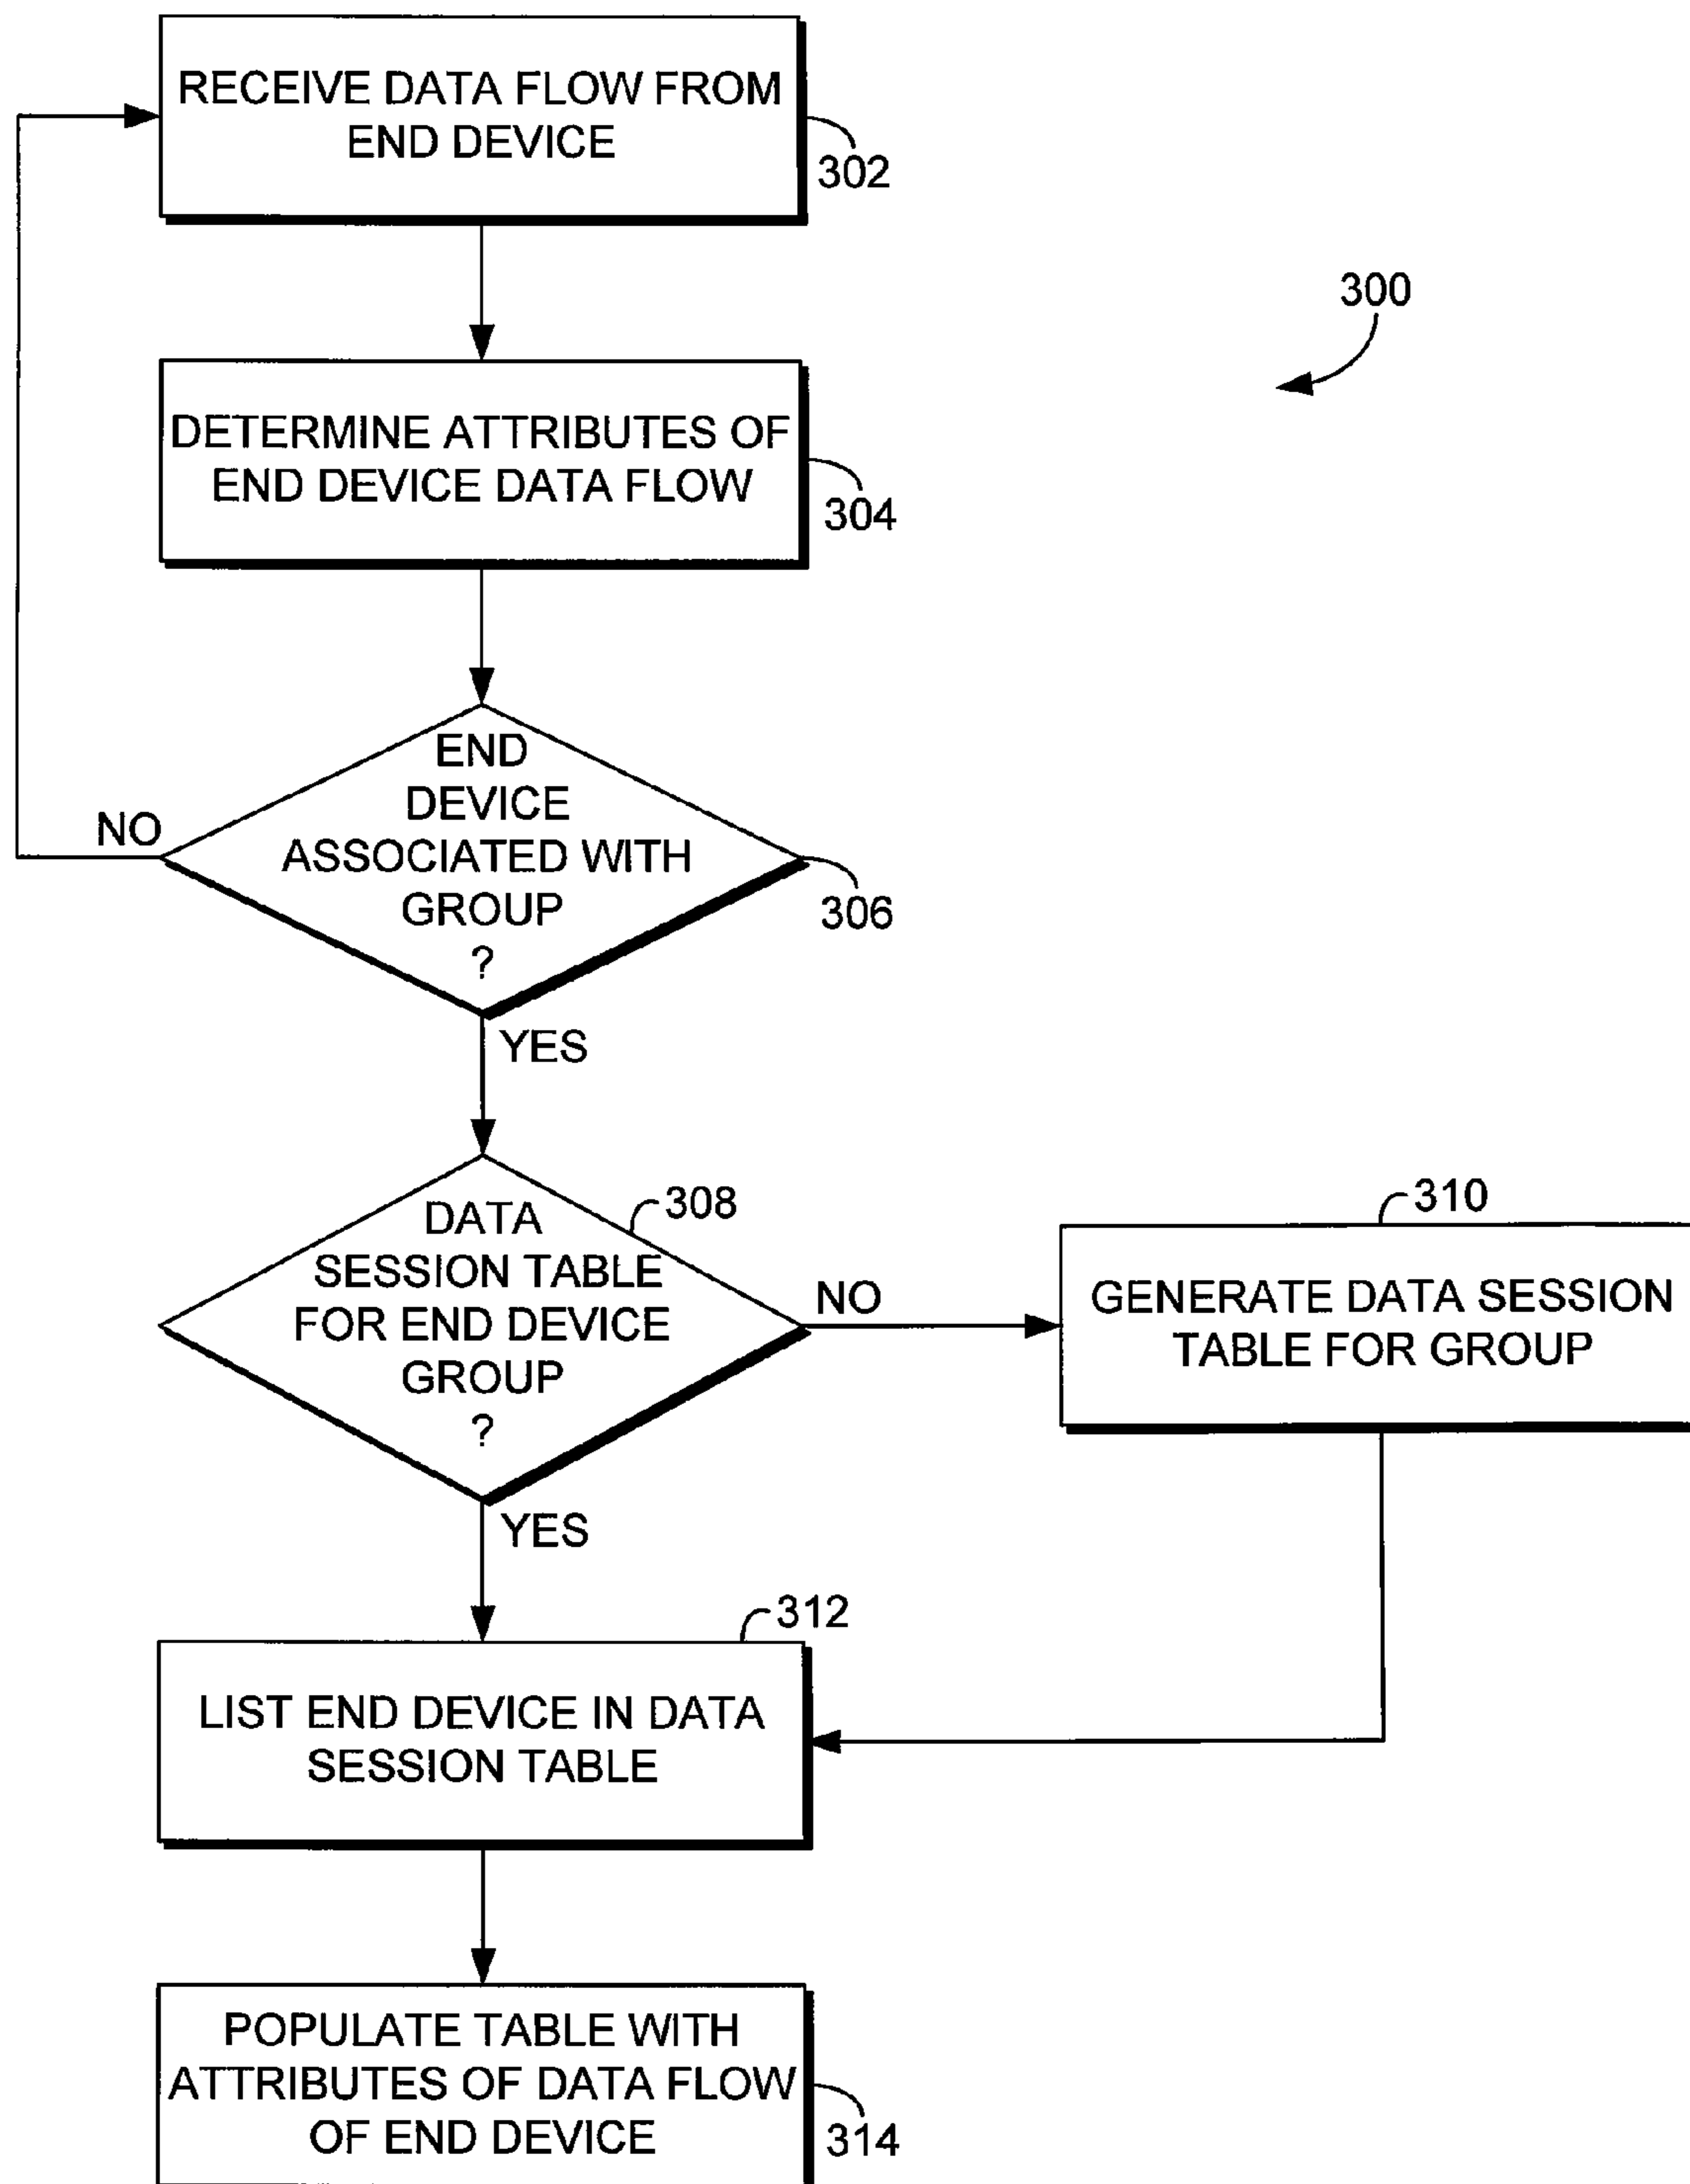 RECEIVE DATA FLOW FROM
END DEVICE
302
300
DETERMINE ATTRIBUTES OF
END DEVICE DATA FLOW
304
END
DEVICE
ASSOCIATED WITH
GROUP
?
NO
306
YES
DATA
SESSION TABLE
FOR END DEVICE
GROUP
?
308
NO
310
GENERATE DATA SESSION
TABLE FOR GROUP
YES
312
LIST END DEVICE IN DATA
SESSION TABLE
POPULATE TABLE WITH
ATTRIBUTES OF DATA FLOW
OF END DEVICE
314